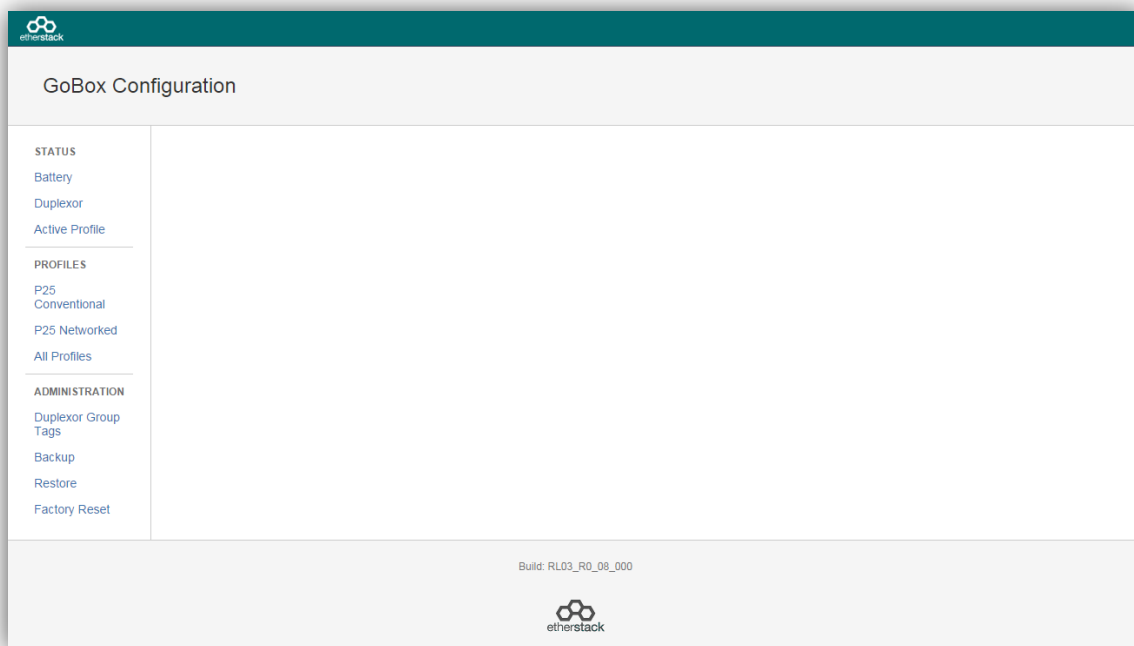 etherstack
GoBox Configuration
STATUS
Battery
Duplexor
Active Profile
PROFILES
P25
Conventional
P25 Networked
All Profiles
ADMINISTRATION
Duplexor Group
Tags
Backup
Restore
Factory Reset
Build: RL03_R0_08_000
etherstack